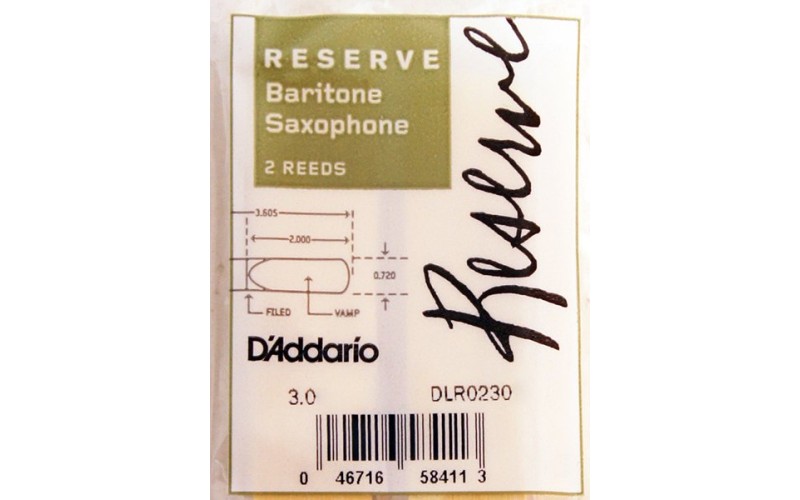 RESERVE
Baritone
Saxophone
2 REEDS
Reserve
3.605
2.000
0.720
FILED VAMP
D'Addario
3.0 DLR0230
0 46716 58411 3